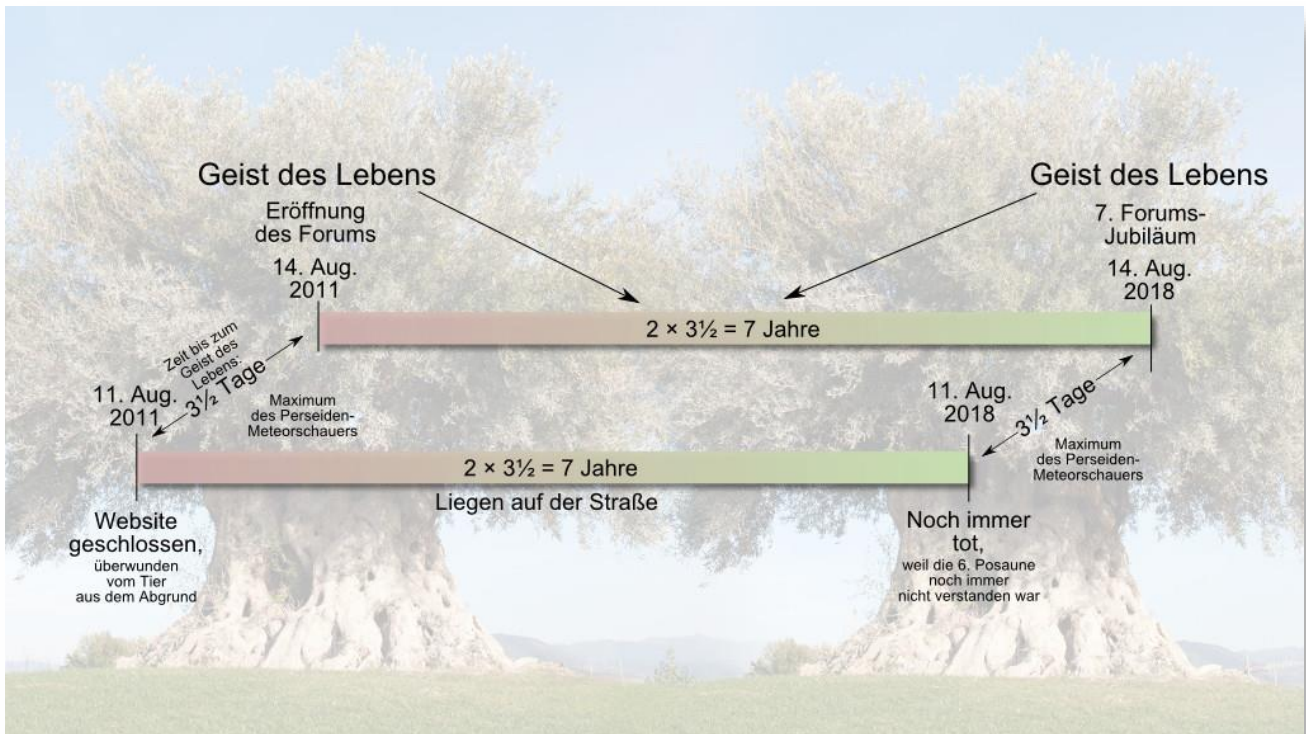 Geist des Lebens
Eröffnung
des Forums
14. Aug.
2011
Geist des Lebens
7. Forums-
Jubiläum
14. Aug.
2018
2 × 3½ = 7 Jahre
Zeit bis zum
Geist des
Lebens:
3½ Tage
11. Aug.
2011
Maximum
des Perseiden-
Meteorschauers
11. Aug.
2018
3½ Tage
Maximum
des Perseiden-
Meteorschauers
2 × 3½ = 7 Jahre
Liegen auf der Straße
Website
geschlossen,
überwunden
vom Tier
aus dem Abgrund
Noch immer
tot,
weil die 6. Posaune
noch immer
nicht verstanden war